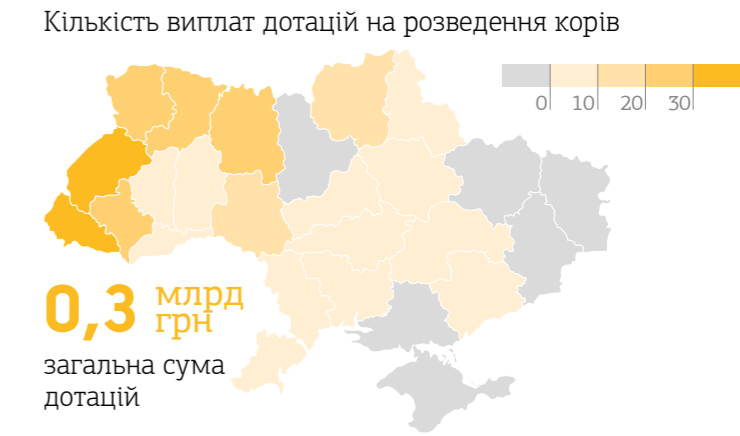 Кількість виплат дотацій на розведення корів
0 10 20 30
0,3 млрд
грн
загальна сума
дотацій